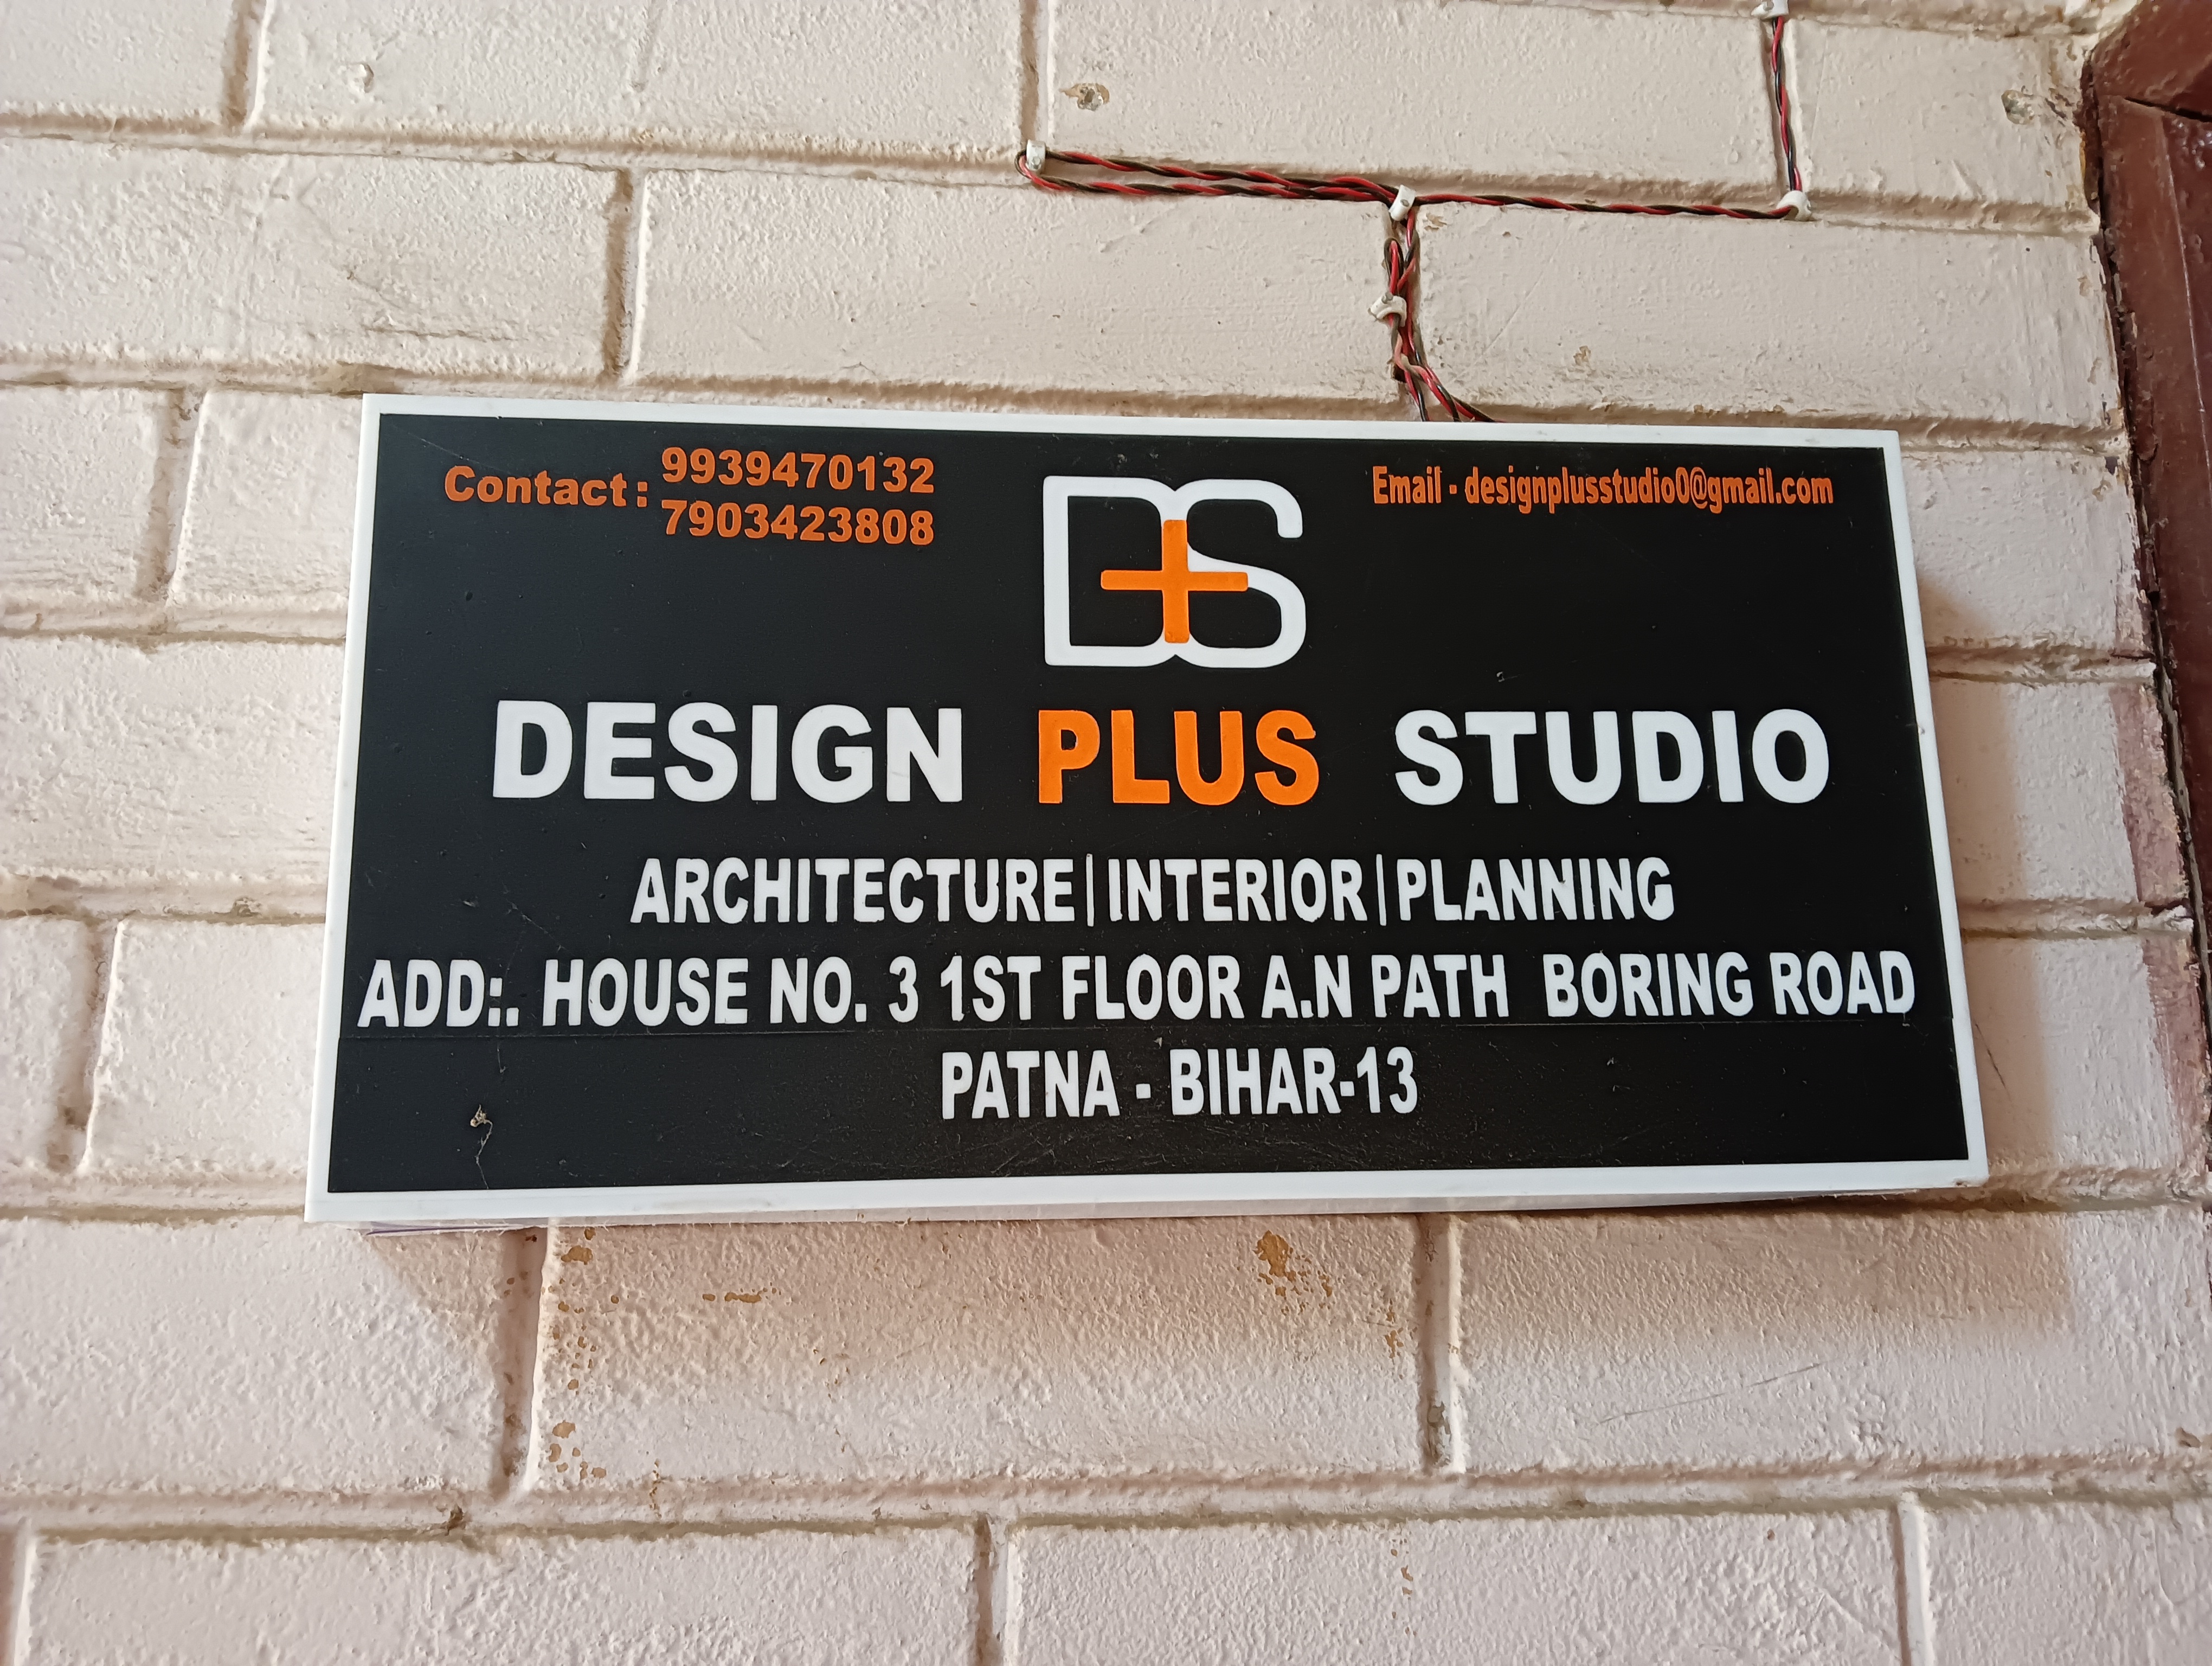 Contact : 9939470132
7903423808
Email - designplusstudio0@gmail.com
D+S
DESIGN PLUS STUDIO
ARCHITECTURE|INTERIOR|PLANNING
ADD:. HOUSE NO. 3 1ST FLOOR A.N PATH BORING ROAD
PATNA - BIHAR-13